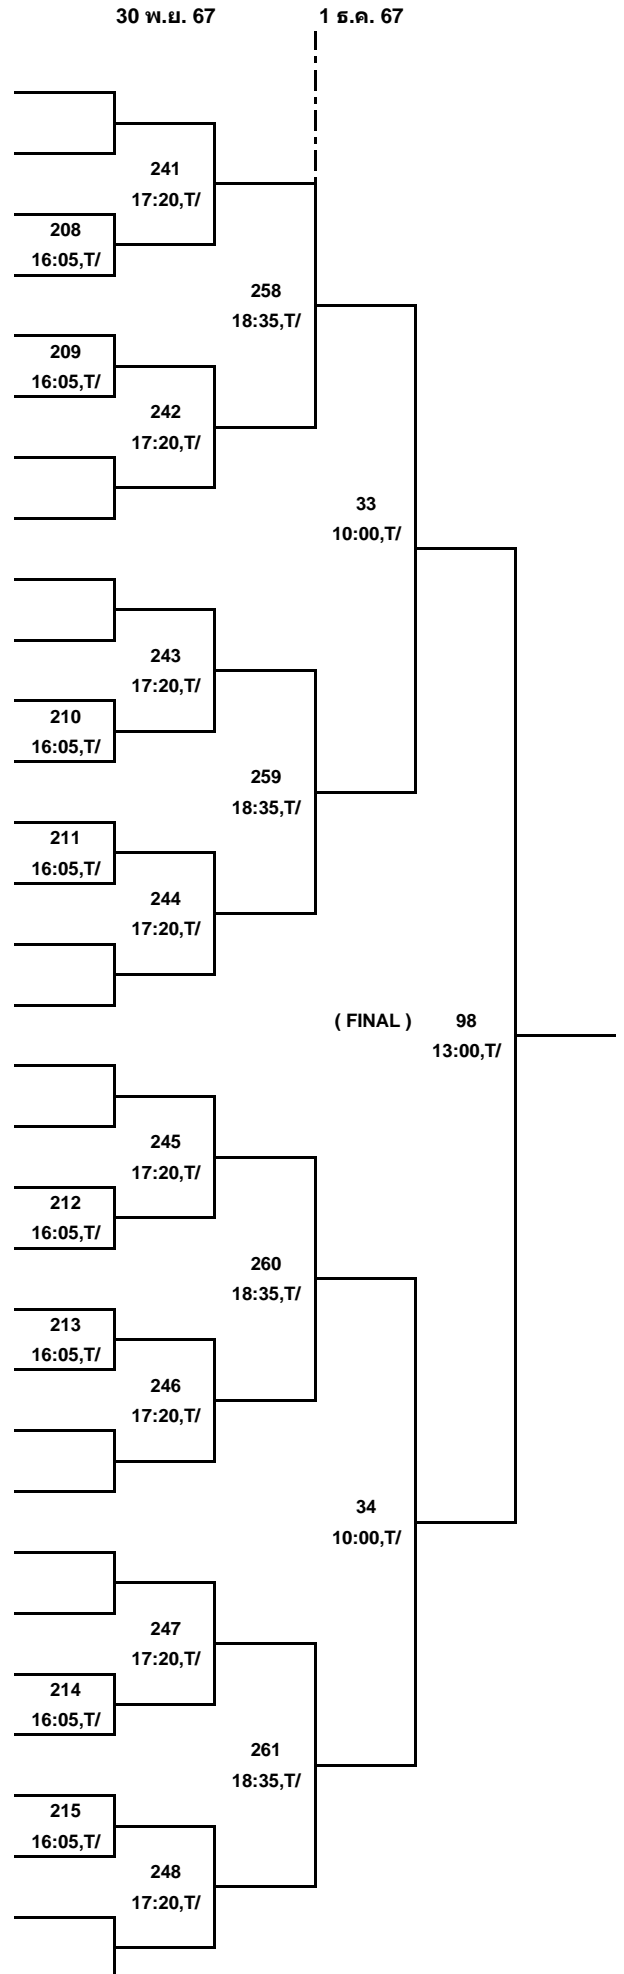 30 พ.ย. 67 1 ธ.ค. 67
241
17:20,T/
208
16:05,T/
258
18:35,T/
209
16:05,T/
242
17:20,T/
33
10:00,T/
243
17:20,T/
210
16:05,T/
259
18:35,T/
211
16:05,T/
244
17:20,T/
( FINAL ) 98
13:00,T/
245
17:20,T/
212
16:05,T/
260
18:35,T/
213
16:05,T/
246
17:20,T/
34
10:00,T/
247
17:20,T/
214
16:05,T/
261
18:35,T/
215
16:05,T/
248
17:20,T/